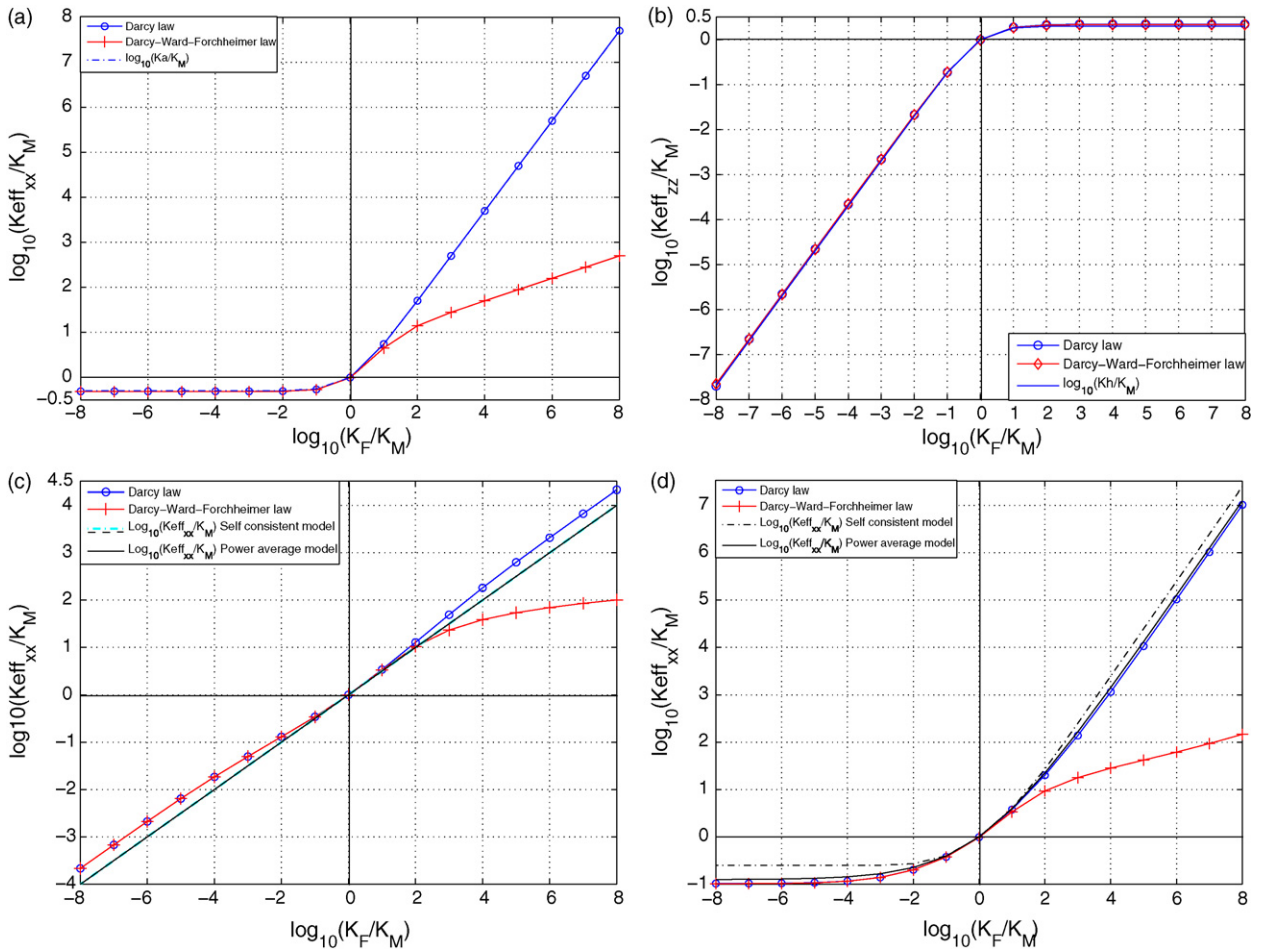 (a)
Darcy law
Darcy-Ward-Forchheimer law
log10(Ka/KM)
8
7
6
5
4
3
2
1
0
−0.5
−8 −6 −4 −2 0 2 4 6 8
log10(Keffxx/KM)
log10(KF/KM)
(b)
0.5
0
−1
−2
−3
−4
−5
−6
−7
−8
−8 −7 −6 −5 −4 −3 −2 −1 0 1 2 3 4 5 6 7 8
log10(Keffzz/KM)
log10(KF/KM)
Darcy law
Darcy-Ward-Forchheimer law
log10(Kh/KM)
(c)
Darcy law
Darcy-Ward-Forchheimer law
Log10(Keffxx/KM) Self consistent model
Log10(Keffxx/KM) Power average model
4.5
4
3
2
1
0
−1
−2
−3
−4
−8 −6 −4 −2 0 2 4 6 8
log10(Keffxx/KM)
log10(KF/KM)
(d)
Darcy law
Darcy-Ward-Forchheimer law
Log10(Keffxx/KM) Self consistent model
Log10(Keffxx/KM) Power average model
7
6
5
4
3
2
1
0
−1
−8 −6 −4 −2 0 2 4 6 8
log10(Keffxx/KM)
log10(KF/KM)